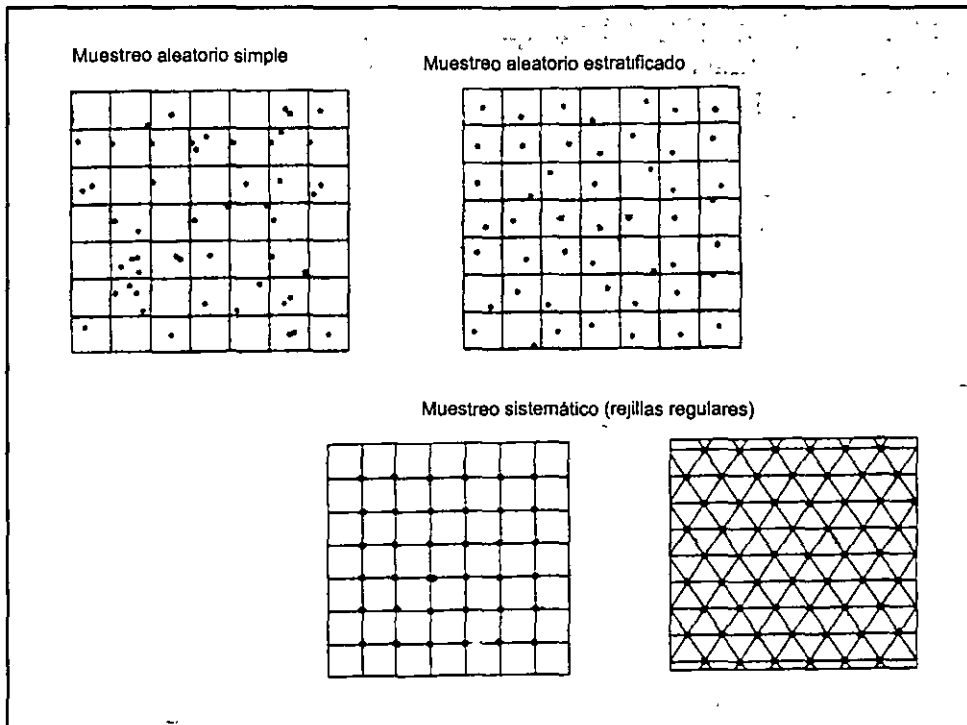 Muestreo aleatorio simple
Muestreo aleatorio estratificado
Muestreo sistemático (rejillas regulares)